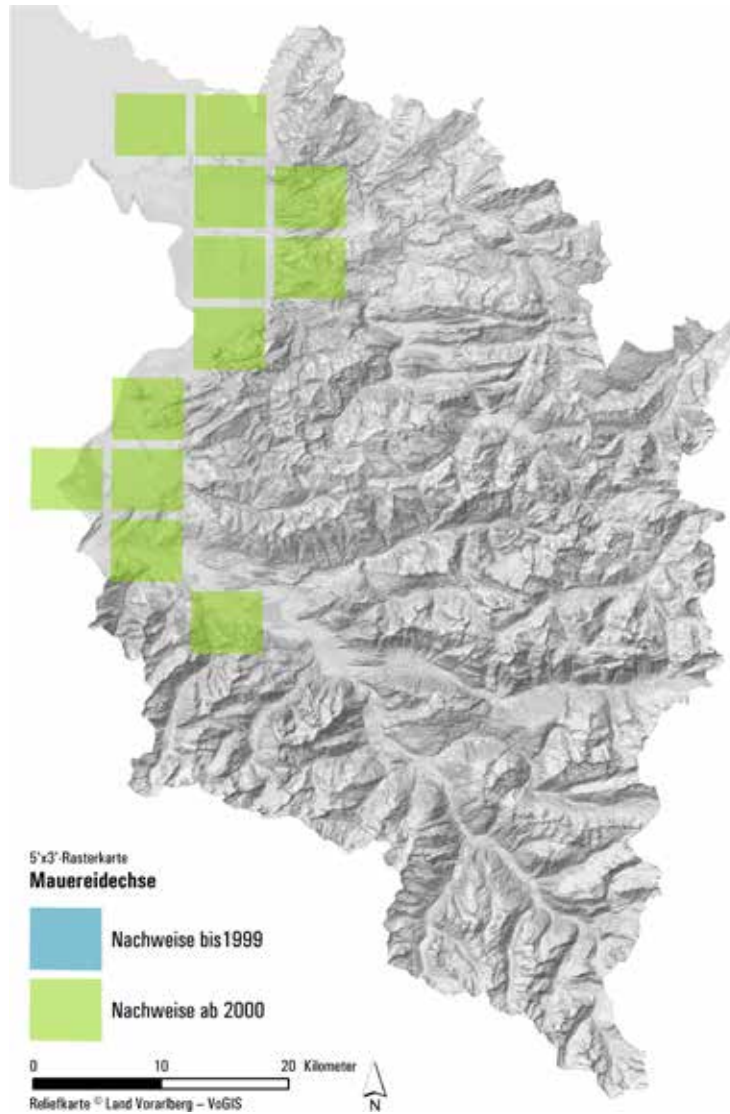 5'x3'-Rasterkarte
Mauereidechse
Nachweise bis1999
Nachweise ab 2000
0 10 20 Kilometer
N
Reliefkarte © Land Vorarlberg – VoGIS